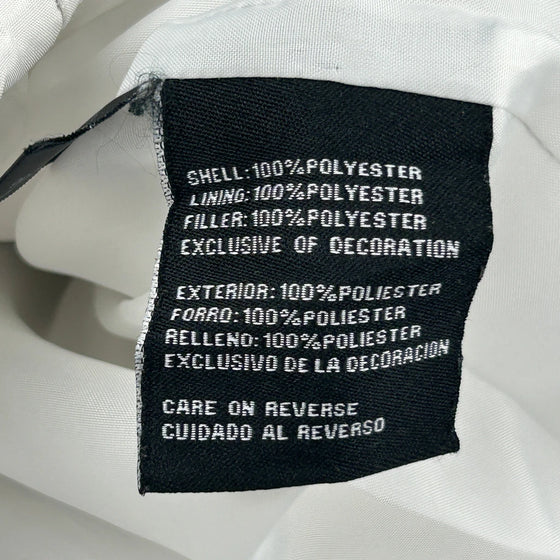 SHELL:100%POLYESTER
LINING:100%POLYESTER
FILLER:100%POLYESTER
EXCLUSIVE OF DECORATION
EXTERIOR:100%POLIESTER
FORRO:100%POLIESTER
RELLENO:100%POLIESTER
EXCLUSIVO DE LA DECORACION
CARE ON REVERSE
CUIDADO AL REVERSO